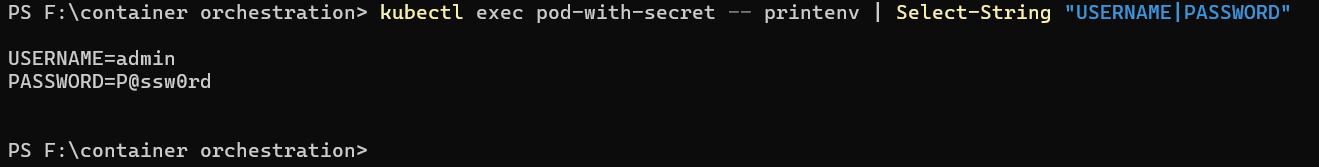 PS F:\container orchestration> kubectl exec pod-with-secret -- printenv | Select-String "USERNAME|PASSWORD"
USERNAME=admin
PASSWORD=P@ssw0rd
PS F:\container orchestration>